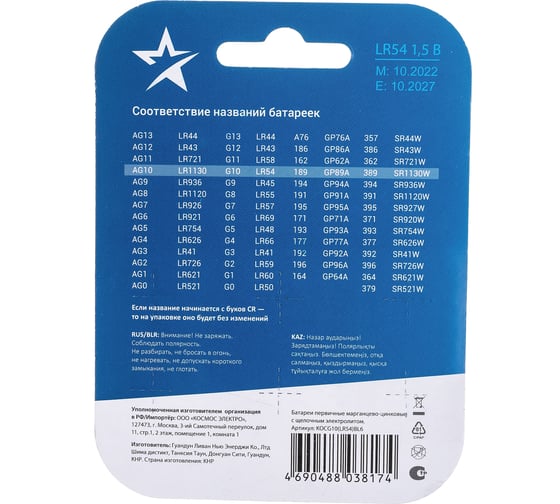 LR54 1,5 В
M: 10.2022
E: 10.2027
Соответствие названий батареек
AG13 LR44 G13 LR44 A76 GP76A 357 SR44W
AG12 LR43 G12 LR43 186 GP86A 386 SR43W
AG11 LR721 G11 LR58 162 GP62A 362 SR721W
AG10 LR1130 G10 LR54 189 GP89A 389 SR1130W
AG9 LR936 G9 LR45 194 GP94A 394 SR936W
AG8 LR1120 G8 LR55 191 GP91A 391 SR1120W
AG7 LR926 G7 LR57 195 GP95A 395 SR927W
AG6 LR921 G6 LR69 171 GP71A 371 SR920W
AG5 LR754 G5 LR48 193 GP93A 393 SR754W
AG4 LR626 G4 LR66 177 GP77A 377 SR626W
AG3 LR41 G3 LR41 192 GP92A 392 SR41W
AG2 LR726 G2 LR59 196 GP96A 396 SR726W
AG1 LR621 G1 LR60 164 GP64A 364 SR621W
AG0 LR521 G0 LR50 379 SR521W
Если название начинается с буков CR —
то на упаковке оно будет без изменений
RUS/BLR: Внимание! Не заряжать.
Соблюдать полярность.
Не разбирать, не бросать в огонь,
не нагревать, не допускать короткого
замыкания, не глотать.
KAZ: Назар аударыңыз!
Зарядтамаңыз! Полярлықты
сақтаңыз. Бөлшектемеңіз, отқа
салмаңыз, қыздырмаңыз, қысқа
тұйықталуға жол бермеңіз.
Уполномоченная изготовителем организация
в РФ/Импортёр: ООО «КОСМОС ЭЛЕКТРО»,
127473, г. Москва, 3-ий Самотечный переулок, дом
11, стр.1, 2 этаж, помещение 1, комната 1
Изготовитель: Гуандун Ливан Нью Энерджи Ко., Лтд
Шима дистикт, Танксия Таун, Донгуан Сити, Гуандун,
КНР. Страна изготовления: КНР
Батареи первичные марганцево-цинковые
с щелочным электролитом.
Артикул: KOCG10(LR54)BL6
4 690488 038174